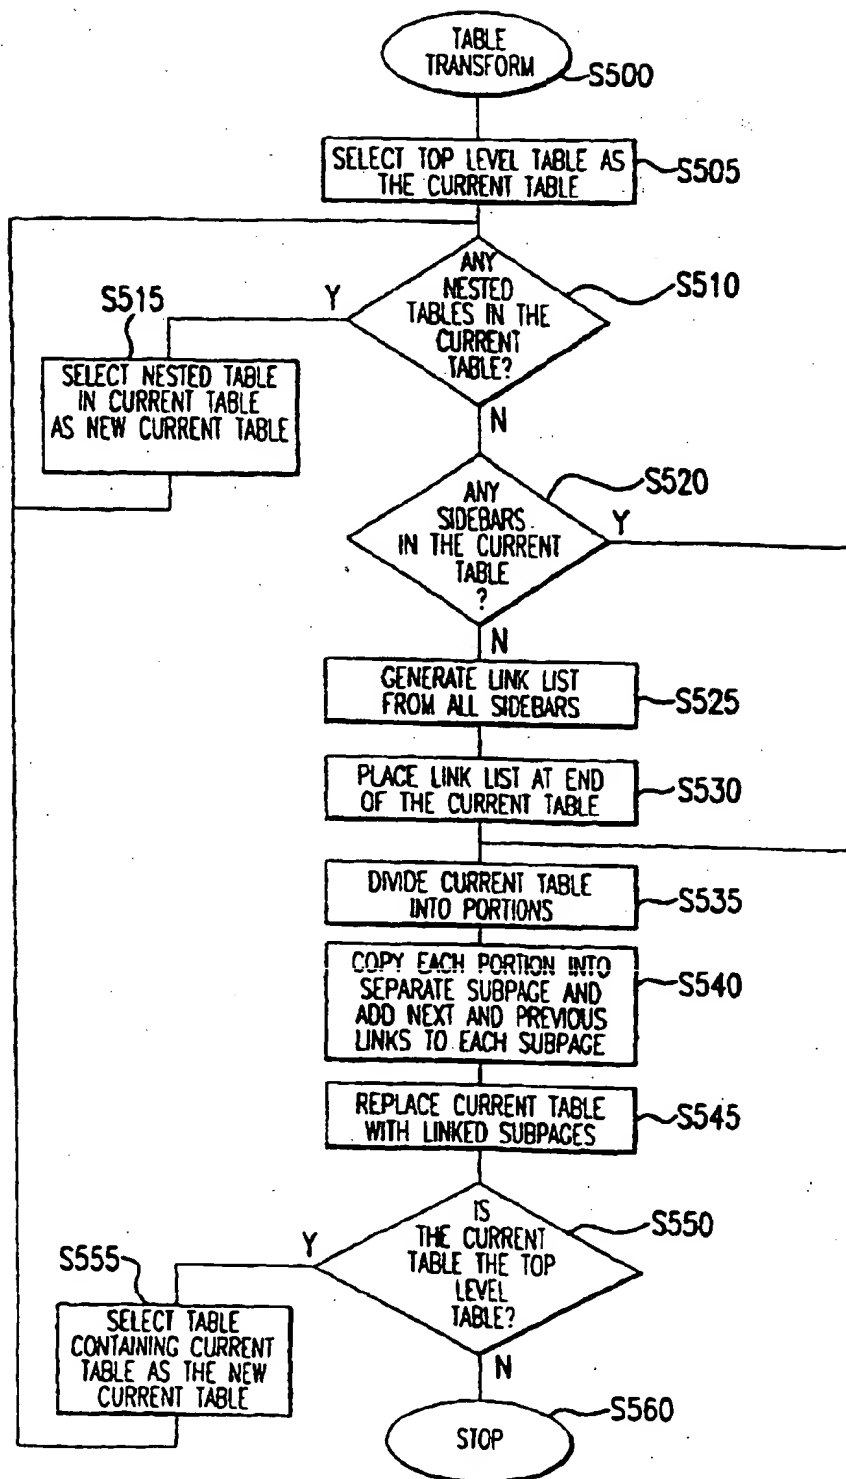 TABLE
TRANSFORM
S500
SELECT TOP LEVEL TABLE AS
THE CURRENT TABLE
S505
ANY
NESTED
TABLES IN THE
CURRENT
TABLE?
S510
Y
S515
SELECT NESTED TABLE
IN CURRENT TABLE
AS NEW CURRENT TABLE
N
ANY
SIDEBARS
IN THE CURRENT
TABLE
?
S520
Y
N
GENERATE LINK LIST
FROM ALL SIDEBARS
S525
PLACE LINK LIST AT END
OF THE CURRENT TABLE
S530
DIVIDE CURRENT TABLE
INTO PORTIONS
S535
COPY EACH PORTION INTO
SEPARATE SUBPAGE AND
ADD NEXT AND PREVIOUS
LINKS TO EACH SUBPAGE
S540
REPLACE CURRENT TABLE
WITH LINKED SUBPAGES
S545
IS
THE CURRENT
TABLE THE TOP
LEVEL
TABLE?
S550
Y
S555
SELECT TABLE
CONTAINING CURRENT
TABLE AS THE NEW
CURRENT TABLE
N
STOP
S560